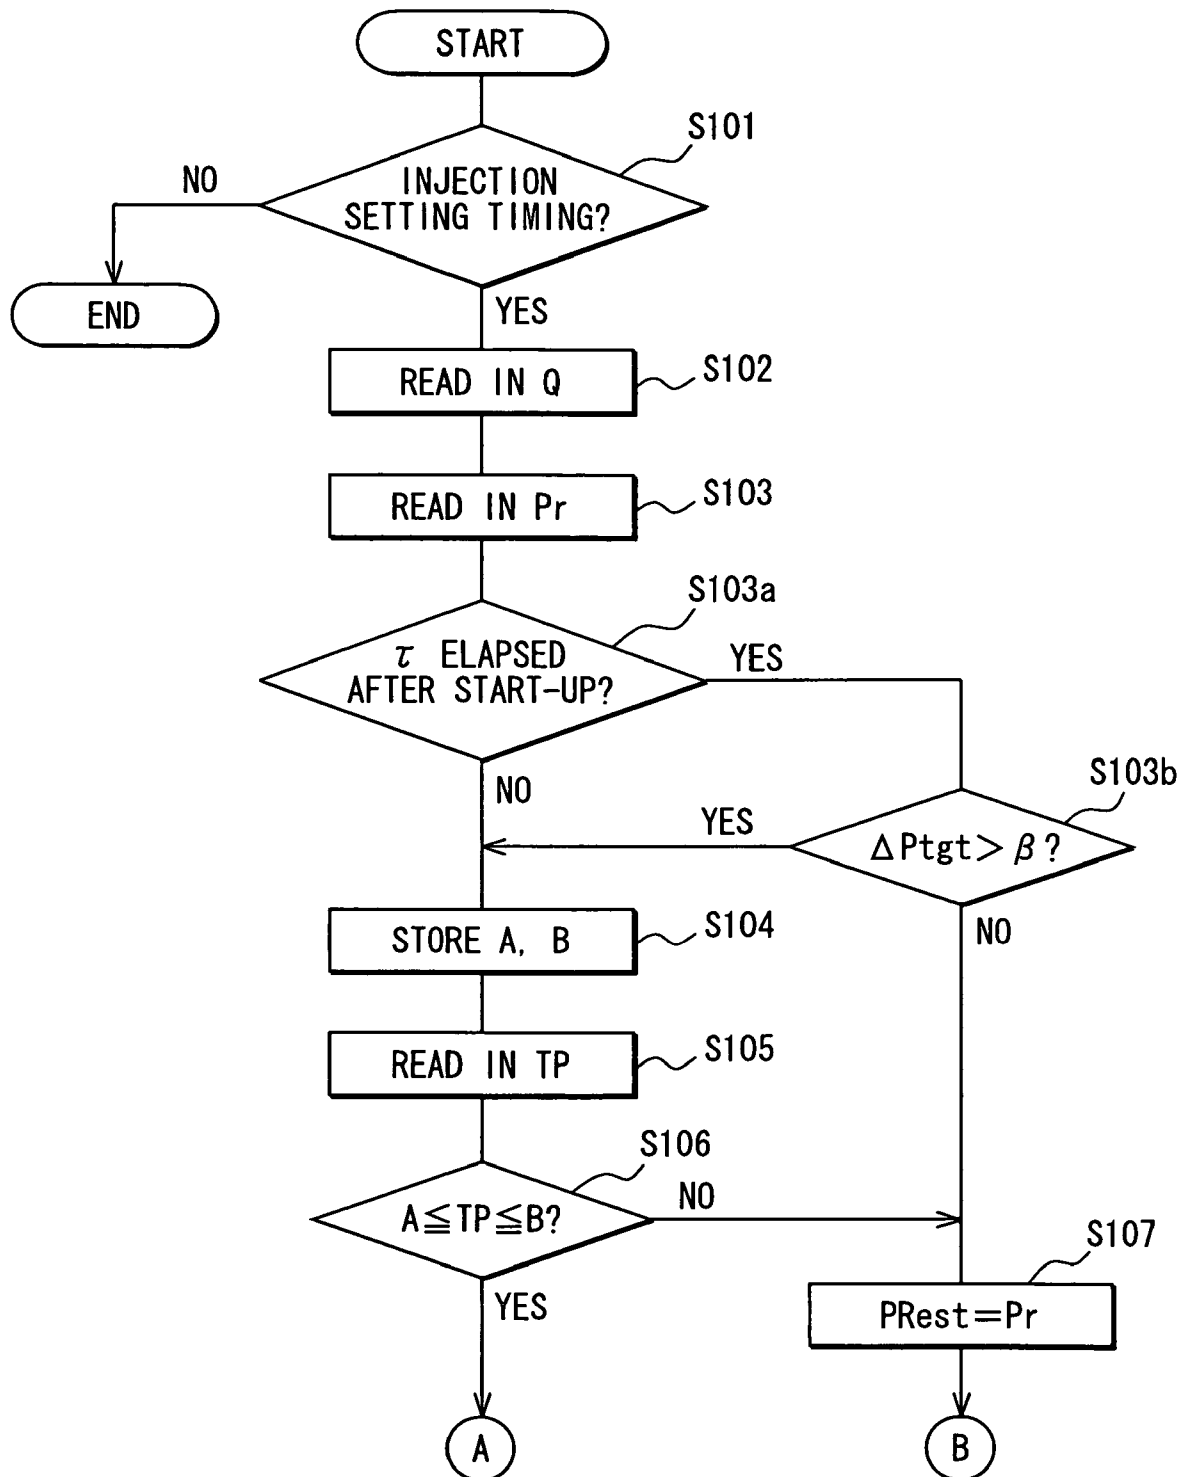 START
S101
NO
INJECTION
SETTING TIMING?
END
YES
READ IN Q
S102
READ IN Pr
S103
S103a
τ ELAPSED
AFTER START-UP?
YES
NO
S103b
YES
ΔPtgt> β?
NO
STORE A, B
S104
READ IN TP
S105
S106
A≦TP≦B?
NO
S107
YES
PRest=Pr
A
B